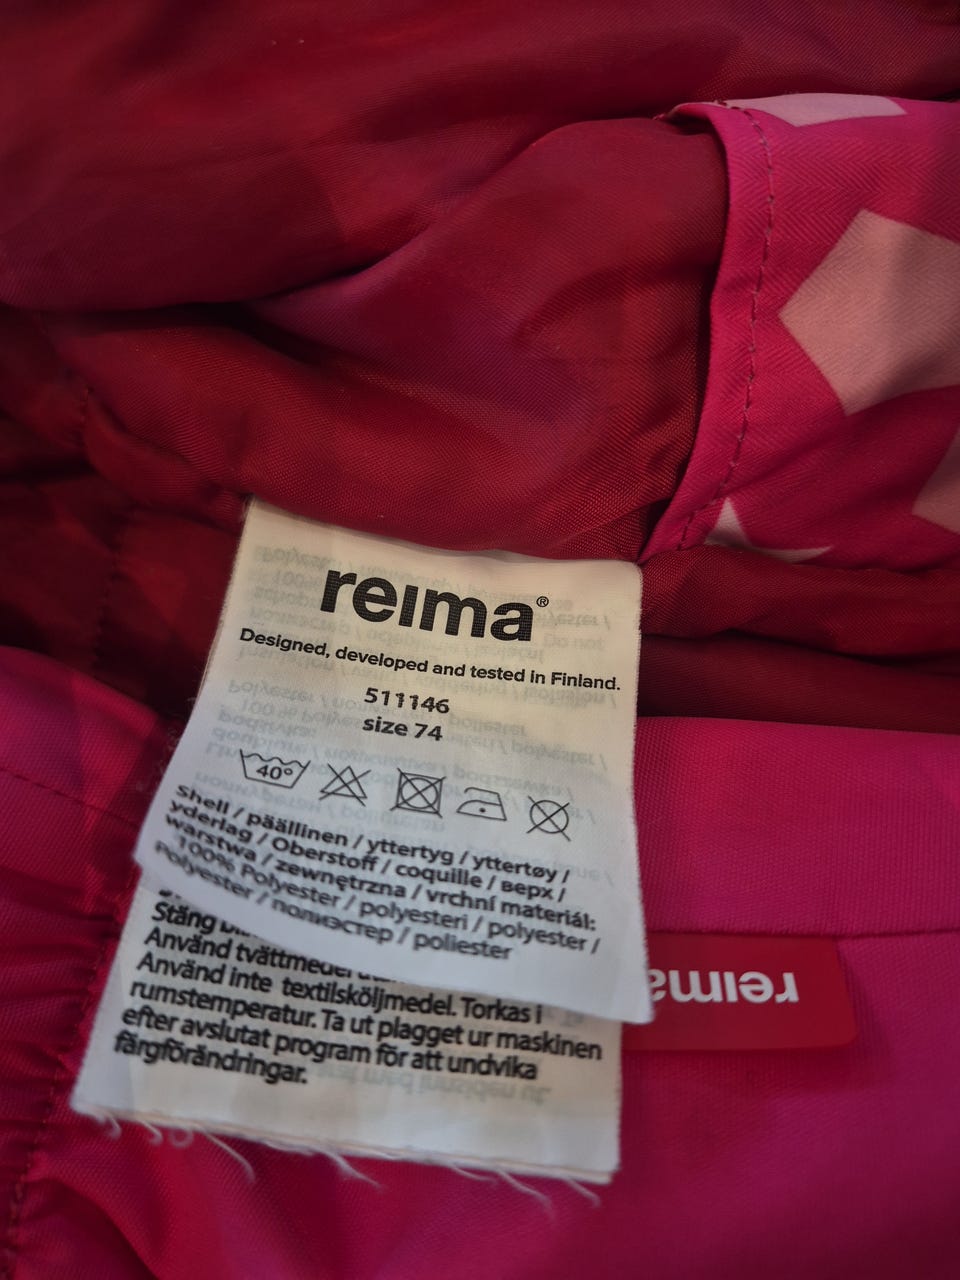 reima®
Designed, developed and tested in Finland.
511146
size 74
40°
Shell / päällinen / yttertyg / yttertøy /
yderlag / Oberstoff / coquille / верх /
warstwa / zewnętrzna / vrchní materiál:
100% Polyester / polyesteri / polyester /
Polyester / полиэстер / poliester
Stäng
Använd tvättmedel
Använd inte textilsköljmedel. Torkas i
rumstemperatur. Ta ut plagget ur maskinen
efter avslutat program för att undvika
färgförändringar.
reima